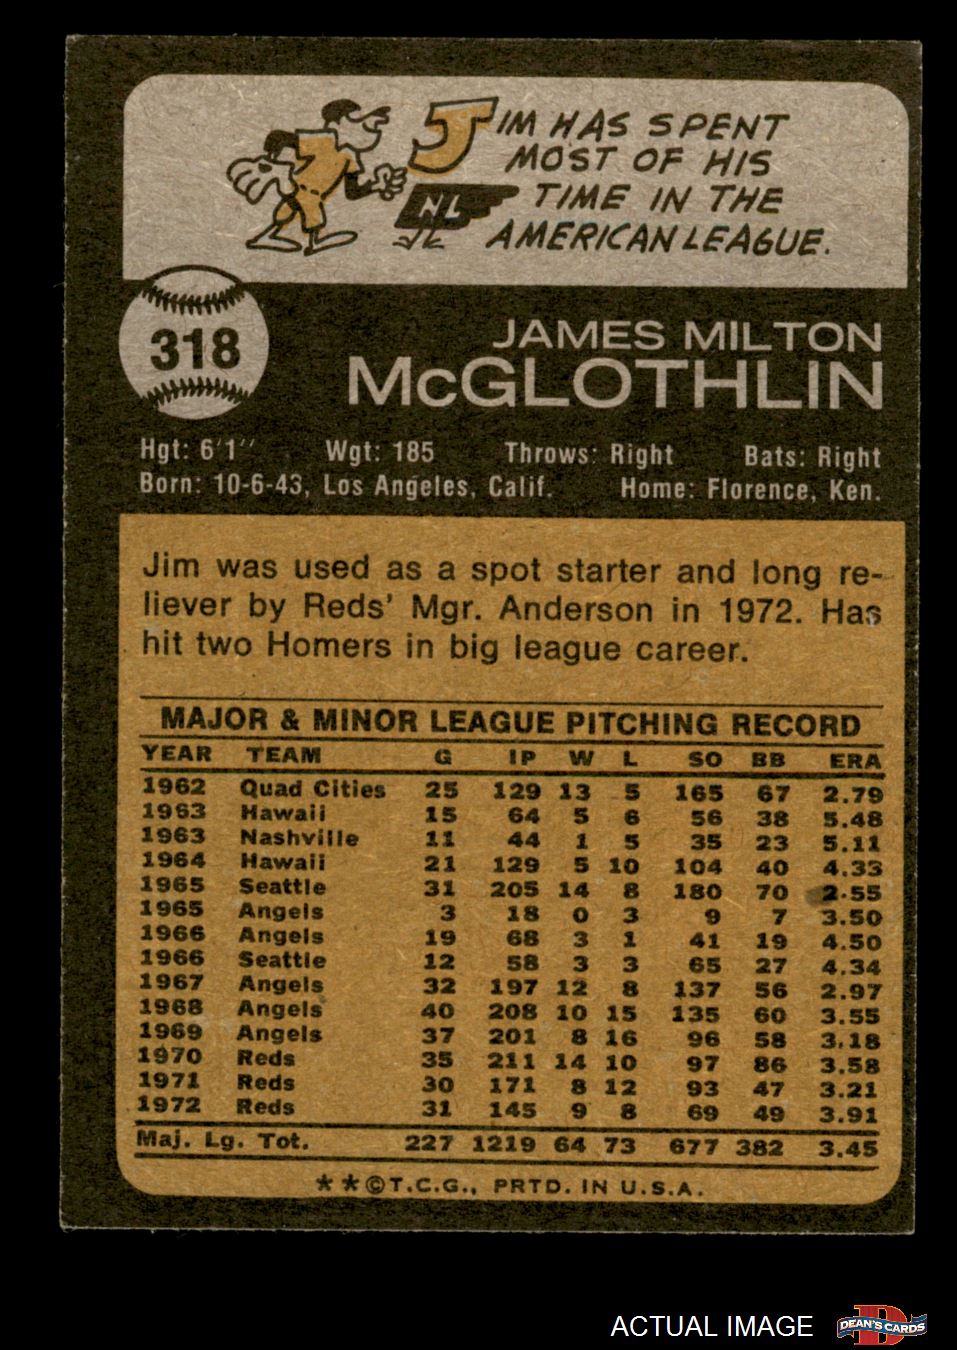 JIM HAS SPENT
MOST OF HIS
TIME IN THE
NL
AMERICAN LEAGUE.
318
JAMES MILTON
McGLOTHLIN
Hgt: 6'1" Wgt: 185 Throws: Right Bats: Right
Born: 10-6-43, Los Angeles, Calif. Home: Florence, Ken.
Jim was used as a spot starter and long re-
liever by Reds' Mgr. Anderson in 1972. Has
hit two Homers in big league career.
MAJOR & MINOR LEAGUE PITCHING RECORD
YEAR TEAM G IP W L SO BB ERA
1962 Quad Cities 25 129 13 5 165 67 2.79
1963 Hawaii 15 64 5 6 56 38 5.48
1963 Nashville 11 44 1 5 35 23 5.11
1964 Hawaii 21 129 5 10 104 40 4.33
1965 Seattle 31 205 14 8 180 70 2.55
1965 Angels 3 18 0 3 9 7 3.50
1966 Angels 19 68 3 1 41 19 4.50
1966 Seattle 12 58 3 3 65 27 4.34
1967 Angels 32 197 12 8 137 56 2.97
1968 Angels 40 208 10 15 135 60 3.55
1969 Angels 37 201 8 16 96 58 3.18
1970 Reds 35 211 14 10 97 86 3.58
1971 Reds 30 171 8 12 93 47 3.21
1972 Reds 31 145 9 8 69 49 3.91
Maj. Lg. Tot. 227 1219 64 73 677 382 3.45
**©T.C.G., PRTD. IN U.S.A.
ACTUAL IMAGE
D
DEAN'S CARDS